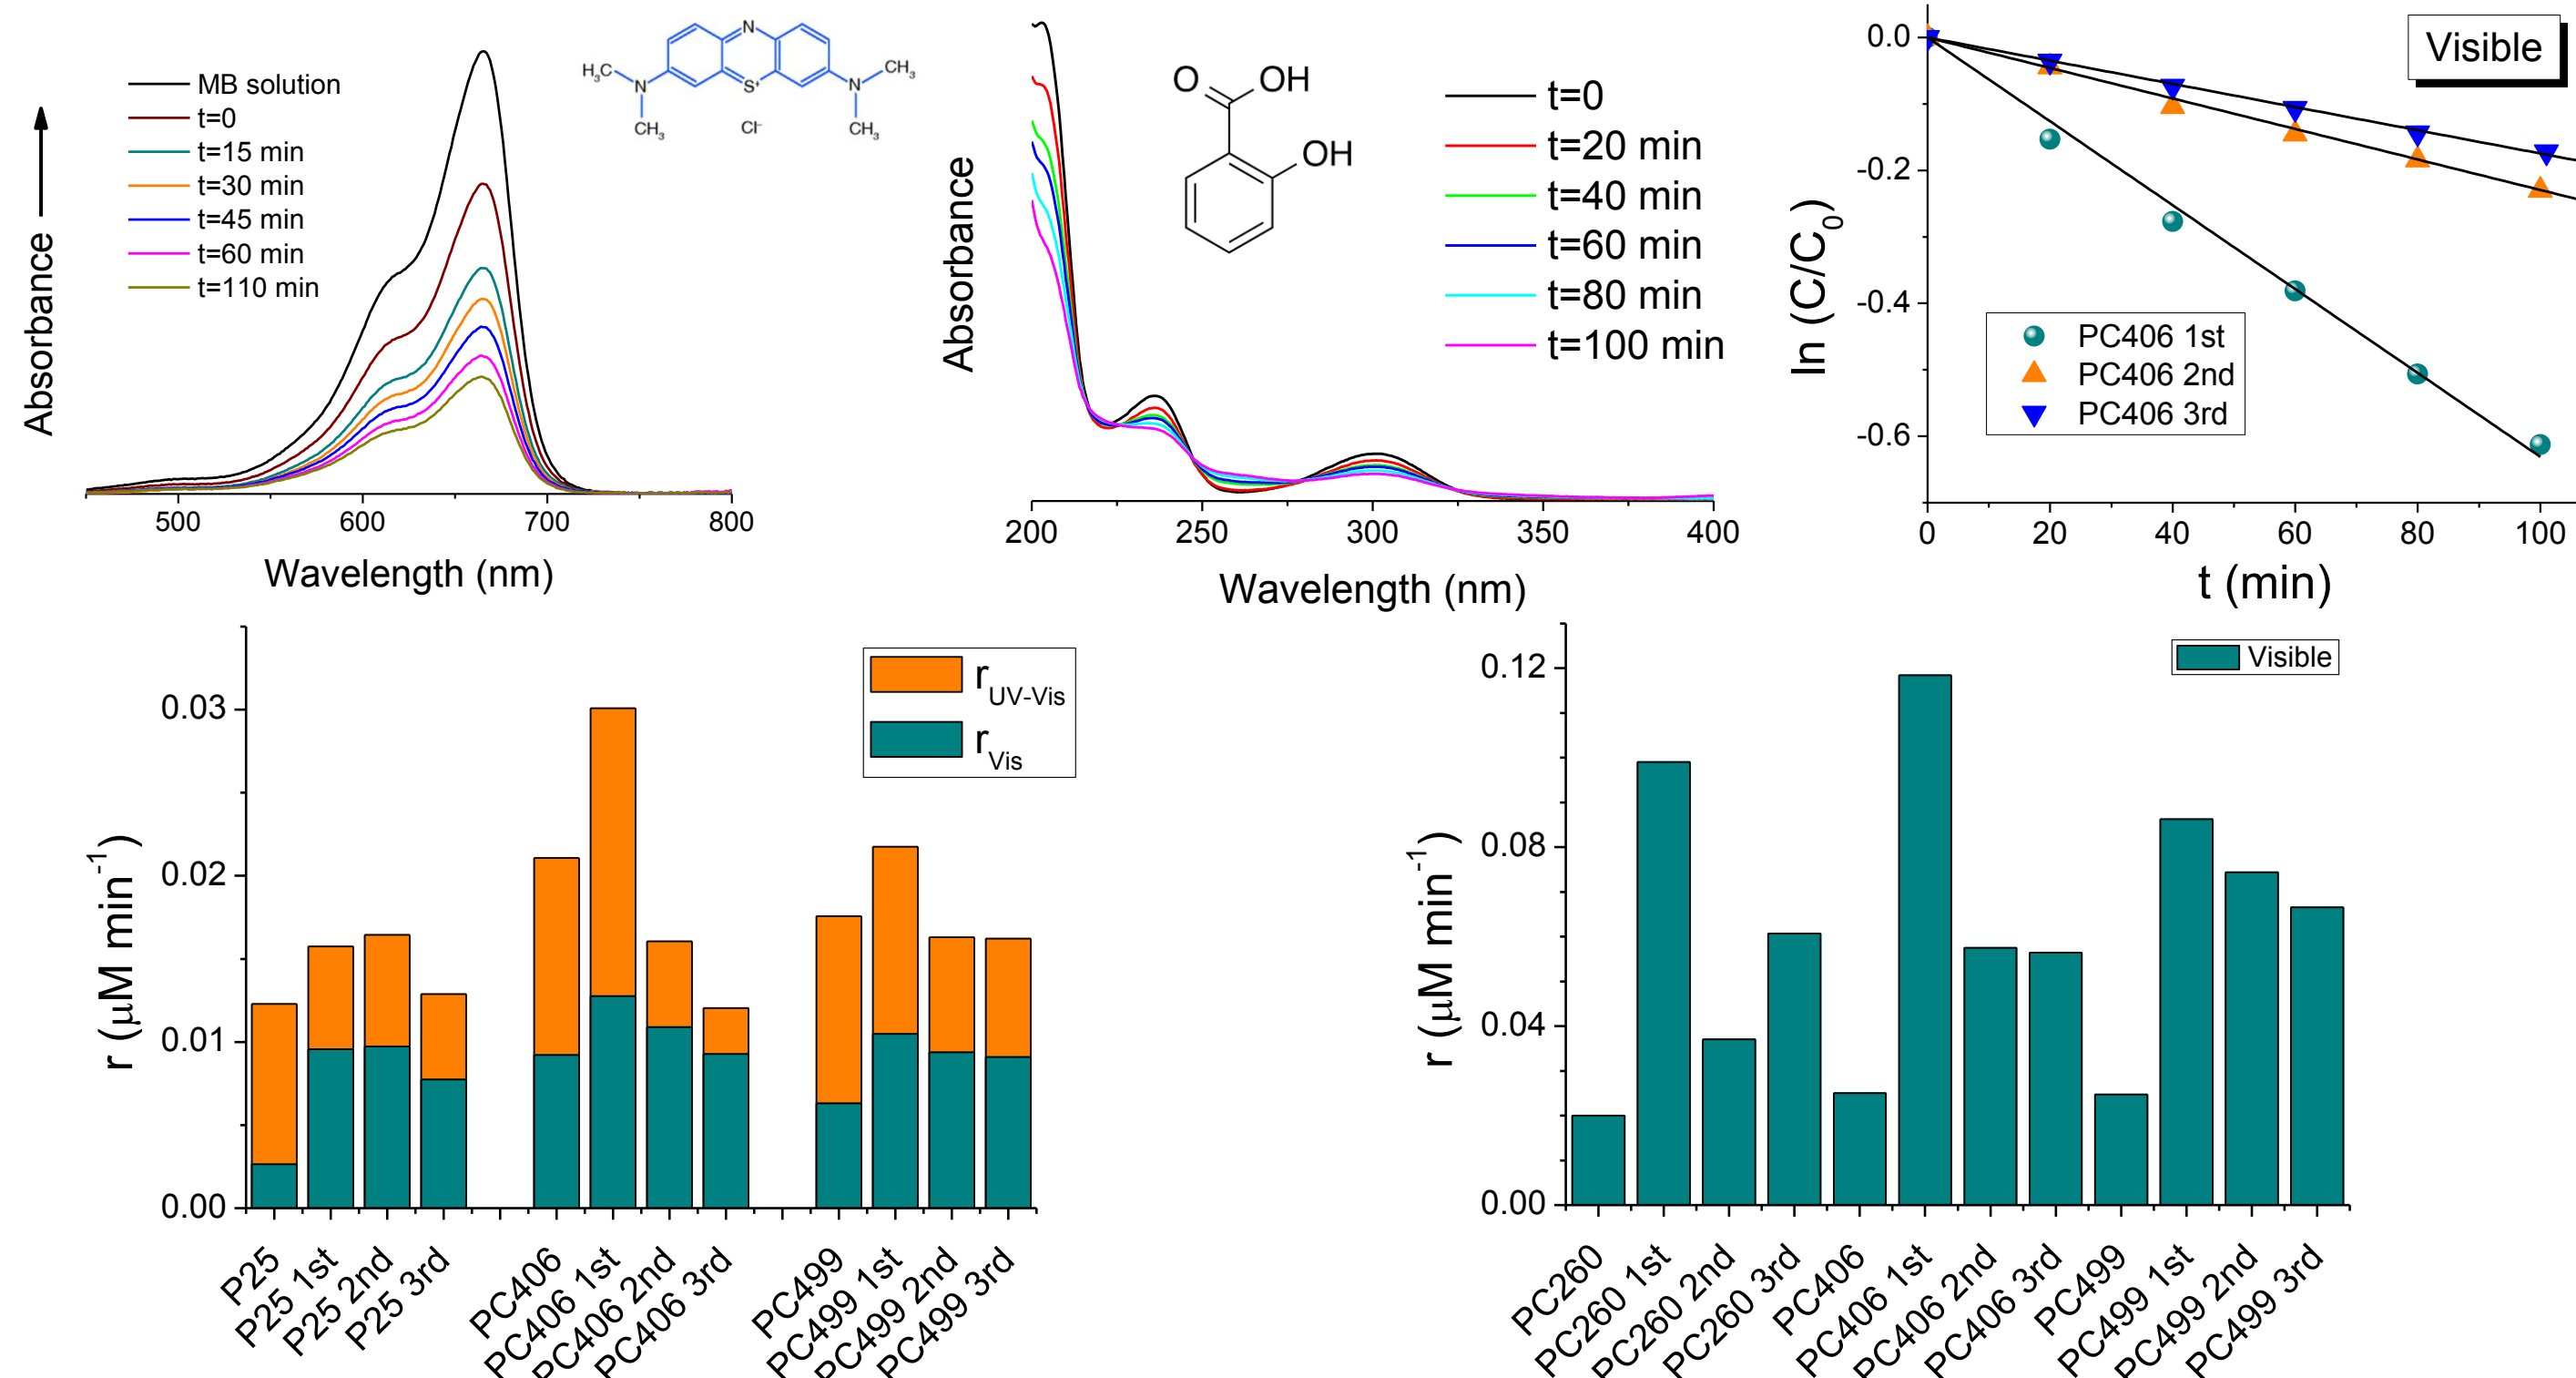 MB solution
t=0
t=15 min
t=30 min
t=45 min
t=60 min
t=110 min
Absorbance
500 600 700 800
Wavelength (nm)
N
H₃C CH₃
N S⁺ N
CH₃ Cl⁻ CH₃
Absorbance
O OH
OH
t=0
t=20 min
t=40 min
t=60 min
t=80 min
t=100 min
200 250 300 350 400
Wavelength (nm)
Visible
ln (C/C₀)
0.0
-0.2
-0.4
-0.6
PC406 1st
PC406 2nd
PC406 3rd
0 20 40 60 80 100
t (min)
r (μM min⁻¹)
0.03
0.02
0.01
0.00
r UV-Vis
r Vis
P25
P25 1st
P25 2nd
P25 3rd
PC406
PC406 1st
PC406 2nd
PC406 3rd
PC499
PC499 1st
PC499 2nd
PC499 3rd
r (μM min⁻¹)
0.12
0.08
0.04
0.00
Visible
PC260
PC260 1st
PC260 2nd
PC260 3rd
PC406
PC406 1st
PC406 2nd
PC406 3rd
PC499
PC499 1st
PC499 2nd
PC499 3rd